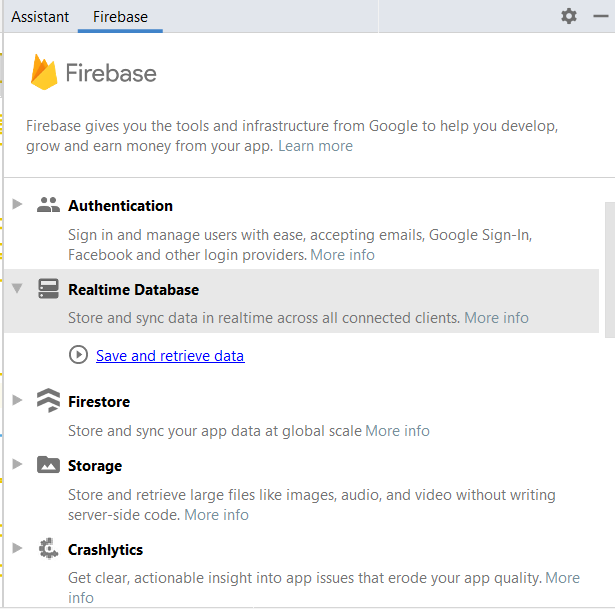 Assistant Firebase
Firebase
Firebase gives you the tools and infrastructure from Google to help you develop,
grow and earn money from your app. Learn more
Authentication
Sign in and manage users with ease, accepting emails, Google Sign-In,
Facebook and other login providers. More info
Realtime Database
Store and sync data in realtime across all connected clients. More info
Save and retrieve data
Firestore
Store and sync your app data at global scale More info
Storage
Store and retrieve large files like images, audio, and video without writing
server-side code. More info
Crashlytics
Get clear, actionable insight into app issues that erode your app quality. More
info